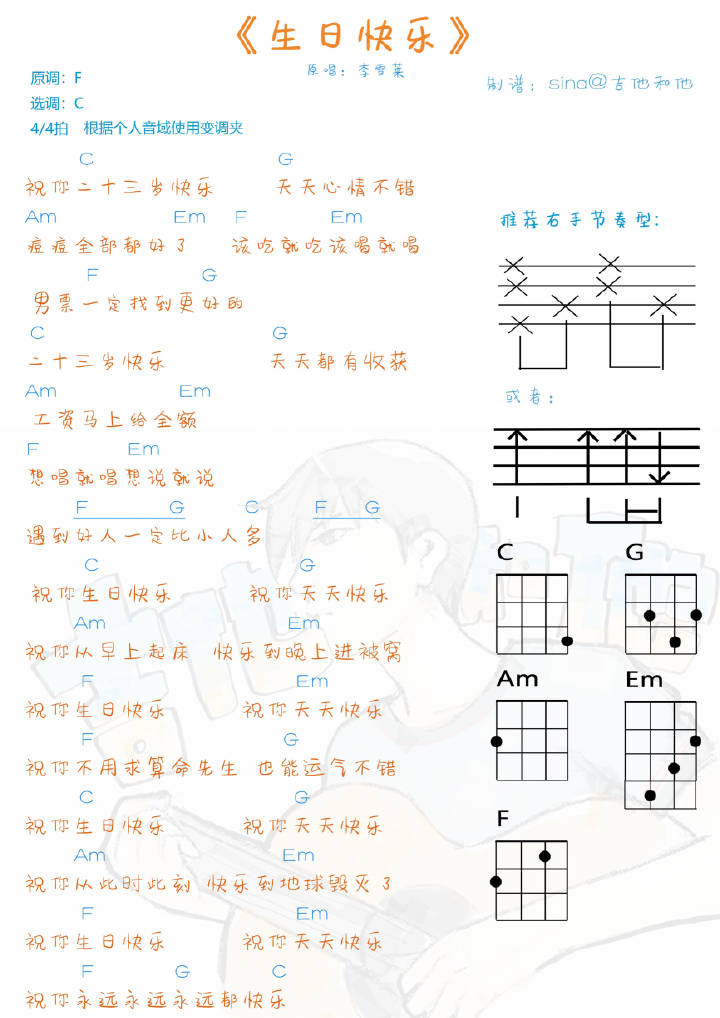 《生日快乐》
原唱：李雪莱
制谱：sina@吉他和他
原调：F
选调：C
4/4拍 根据个人音域使用变调夹
C G
祝你二十三岁快乐 天天心情不错
Am Em F Em
痘痘全部都好了 该吃就吃该唱就唱
F G
男票一定找到更好的
C G
二十三岁快乐 天天都有收获
Am Em
工资马上给全额
F Em
想唱就唱想说就说
F G C F G
遇到好人一定比小人多
C G
祝你生日快乐 祝你天天快乐
Am Em
祝你从早上起床 快乐到晚上进被窝
F Em
祝你生日快乐 祝你天天快乐
F G
祝你不用求算命先生 也能运气不错
C G
祝你生日快乐 祝你天天快乐
Am Em
祝你从此时此刻 快乐到地球毁灭了
F Em
祝你生日快乐 祝你天天快乐
F G C
祝你永远永远永远都快乐
推荐右手节奏型：
或者：
C G
Am Em
F